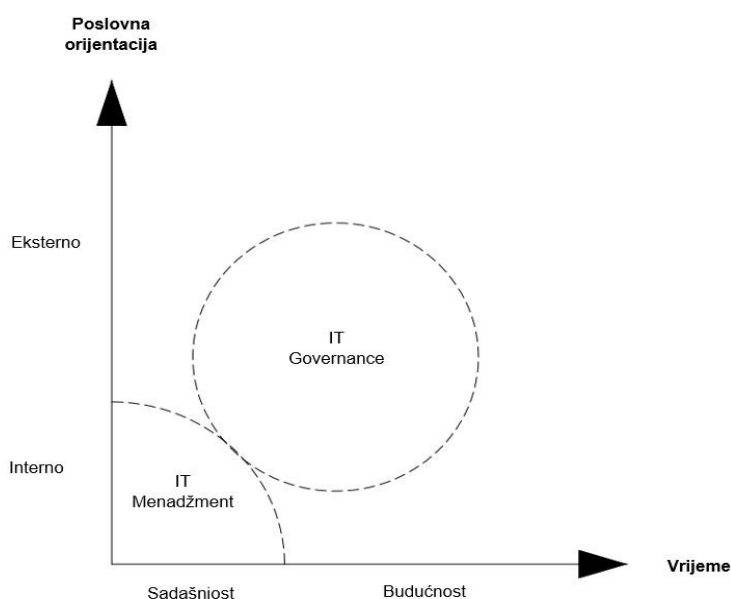 Poslovna
orijentacija
Eksterno
IT
Governance
Interno
IT
Menadžment
Vrijeme
Sadašniost Budućnost